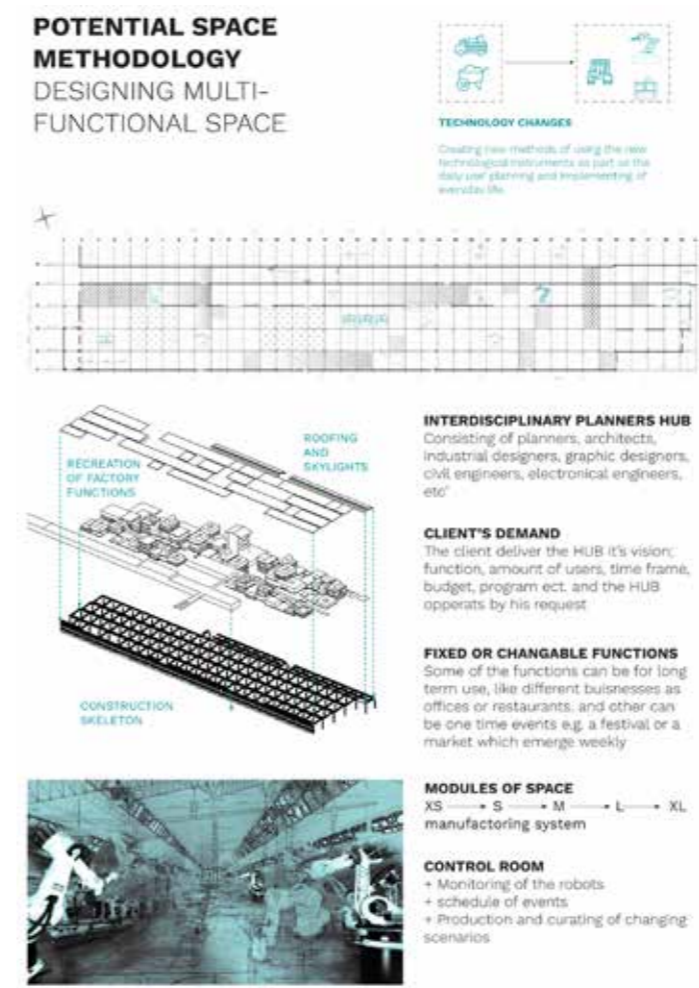 POTENTIAL SPACE
METHODOLOGY
DESIGNING MULTI-
FUNCTIONAL SPACE
TECHNOLOGY CHANGES
Creating new methods of using the new
technological instruments as part os the
daily use/ planning and implementing of
everyday life.
ROOFING
AND
SKYLIGHTS
RECREATION
OF FACTORY
FUNCTIONS
CONSTRUCTION
SKELETON
INTERDISCIPLINARY PLANNERS HUB
Consisting of planners, architects,
industrial designers, graphic designers,
civil engineers, electronical engineers,
etc'
CLIENT'S DEMAND
The client deliver the HUB it's vision;
function, amount of users, time frame,
budget, program ect. and the HUB
opperats by his request
FIXED OR CHANGABLE FUNCTIONS
Some of the functions can be for long
term use, like different buisnesses as
offices or restaurants. and other can
be one time events e.g. a festival or a
market which emerge weekly
MODULES OF SPACE
XS S M L XL
manufactoring system
CONTROL ROOM
+ Monitoring of the robots
+ schedule of events
+ Production and curating of changing
scenarios